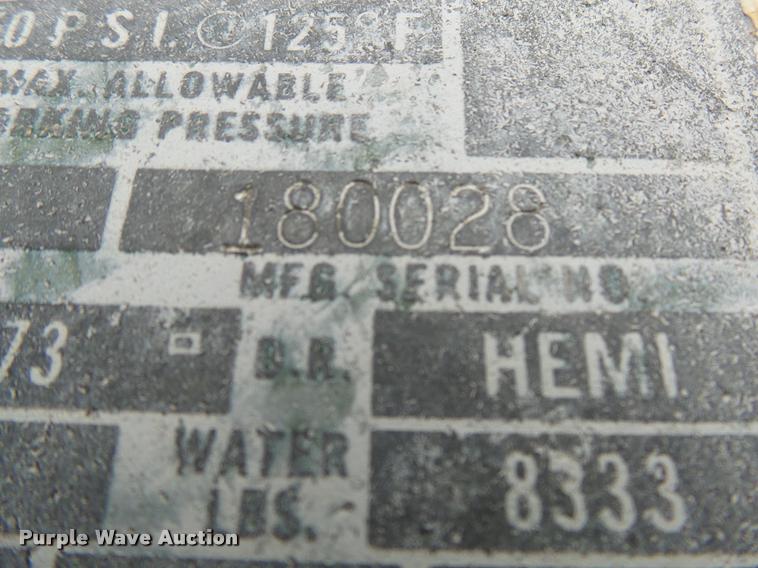 0 P.S.I. @ 125° F
MAX. ALLOWABLE
WORKING PRESSURE
180028
MFG. SERIAL NO.
73 D.R. HEMI.
WATER
LBS. 8333
Purple Wave Auction